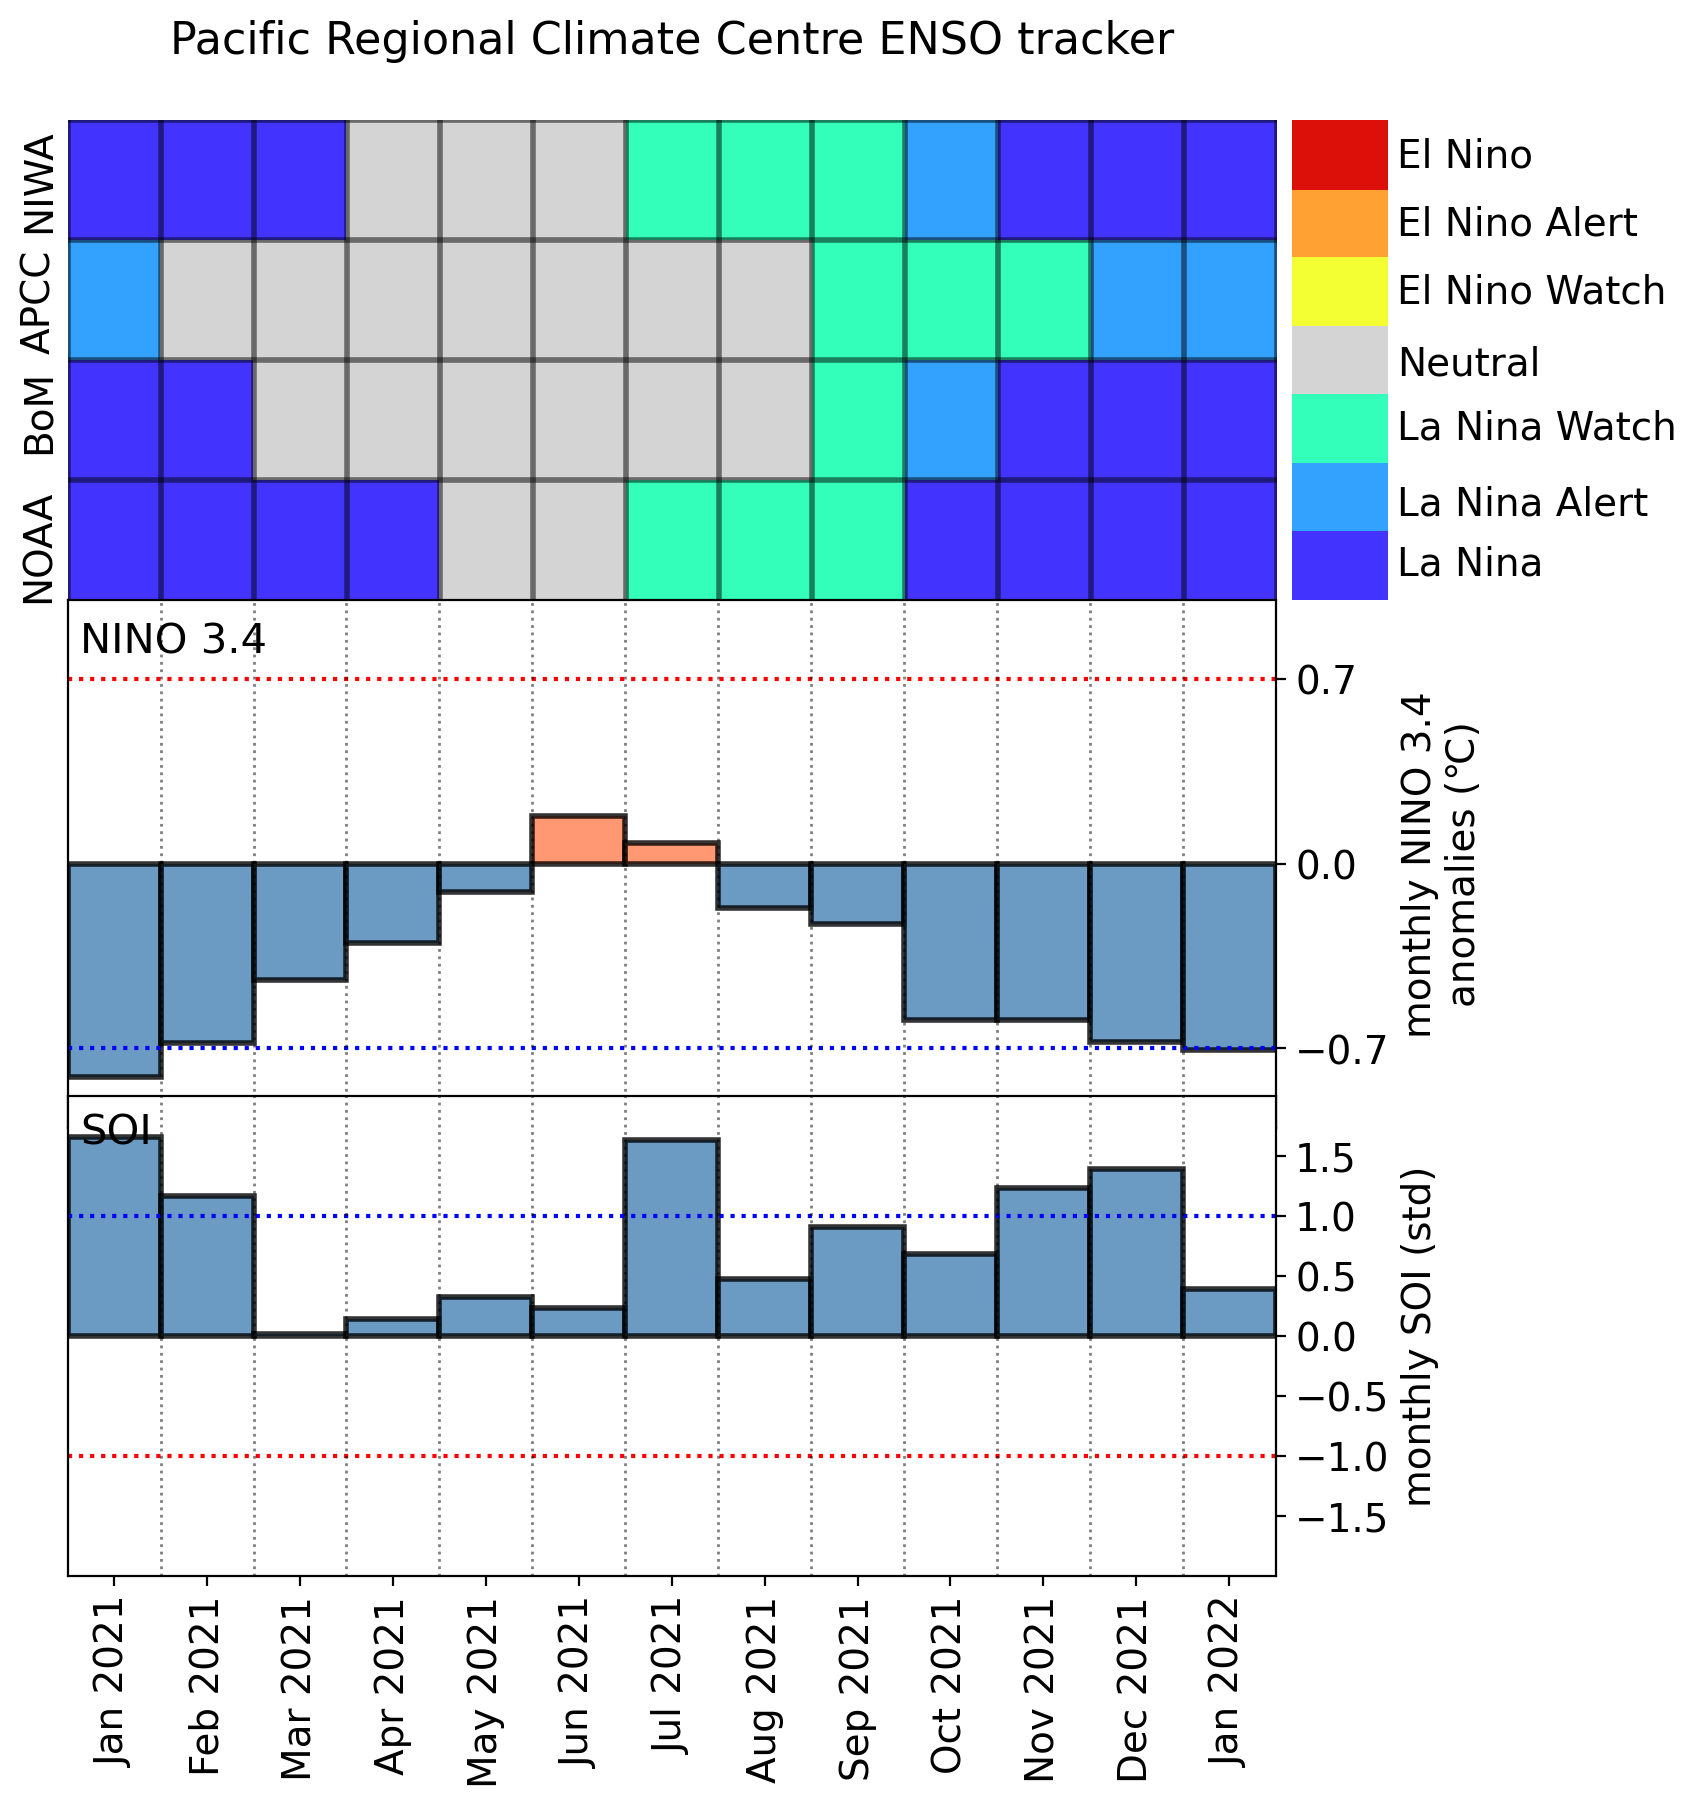 Pacific Regional Climate Centre ENSO tracker
NIWA
APCC
BoM
NOAA
El Nino
El Nino Alert
El Nino Watch
Neutral
La Nina Watch
La Nina Alert
La Nina
NINO 3.4
0.7
0.0
−0.7
monthly NINO 3.4
anomalies (°C)
SOI
1.5
1.0
0.5
0.0
−0.5
−1.0
−1.5
monthly SOI (std)
Jan 2021
Feb 2021
Mar 2021
Apr 2021
May 2021
Jun 2021
Jul 2021
Aug 2021
Sep 2021
Oct 2021
Nov 2021
Dec 2021
Jan 2022